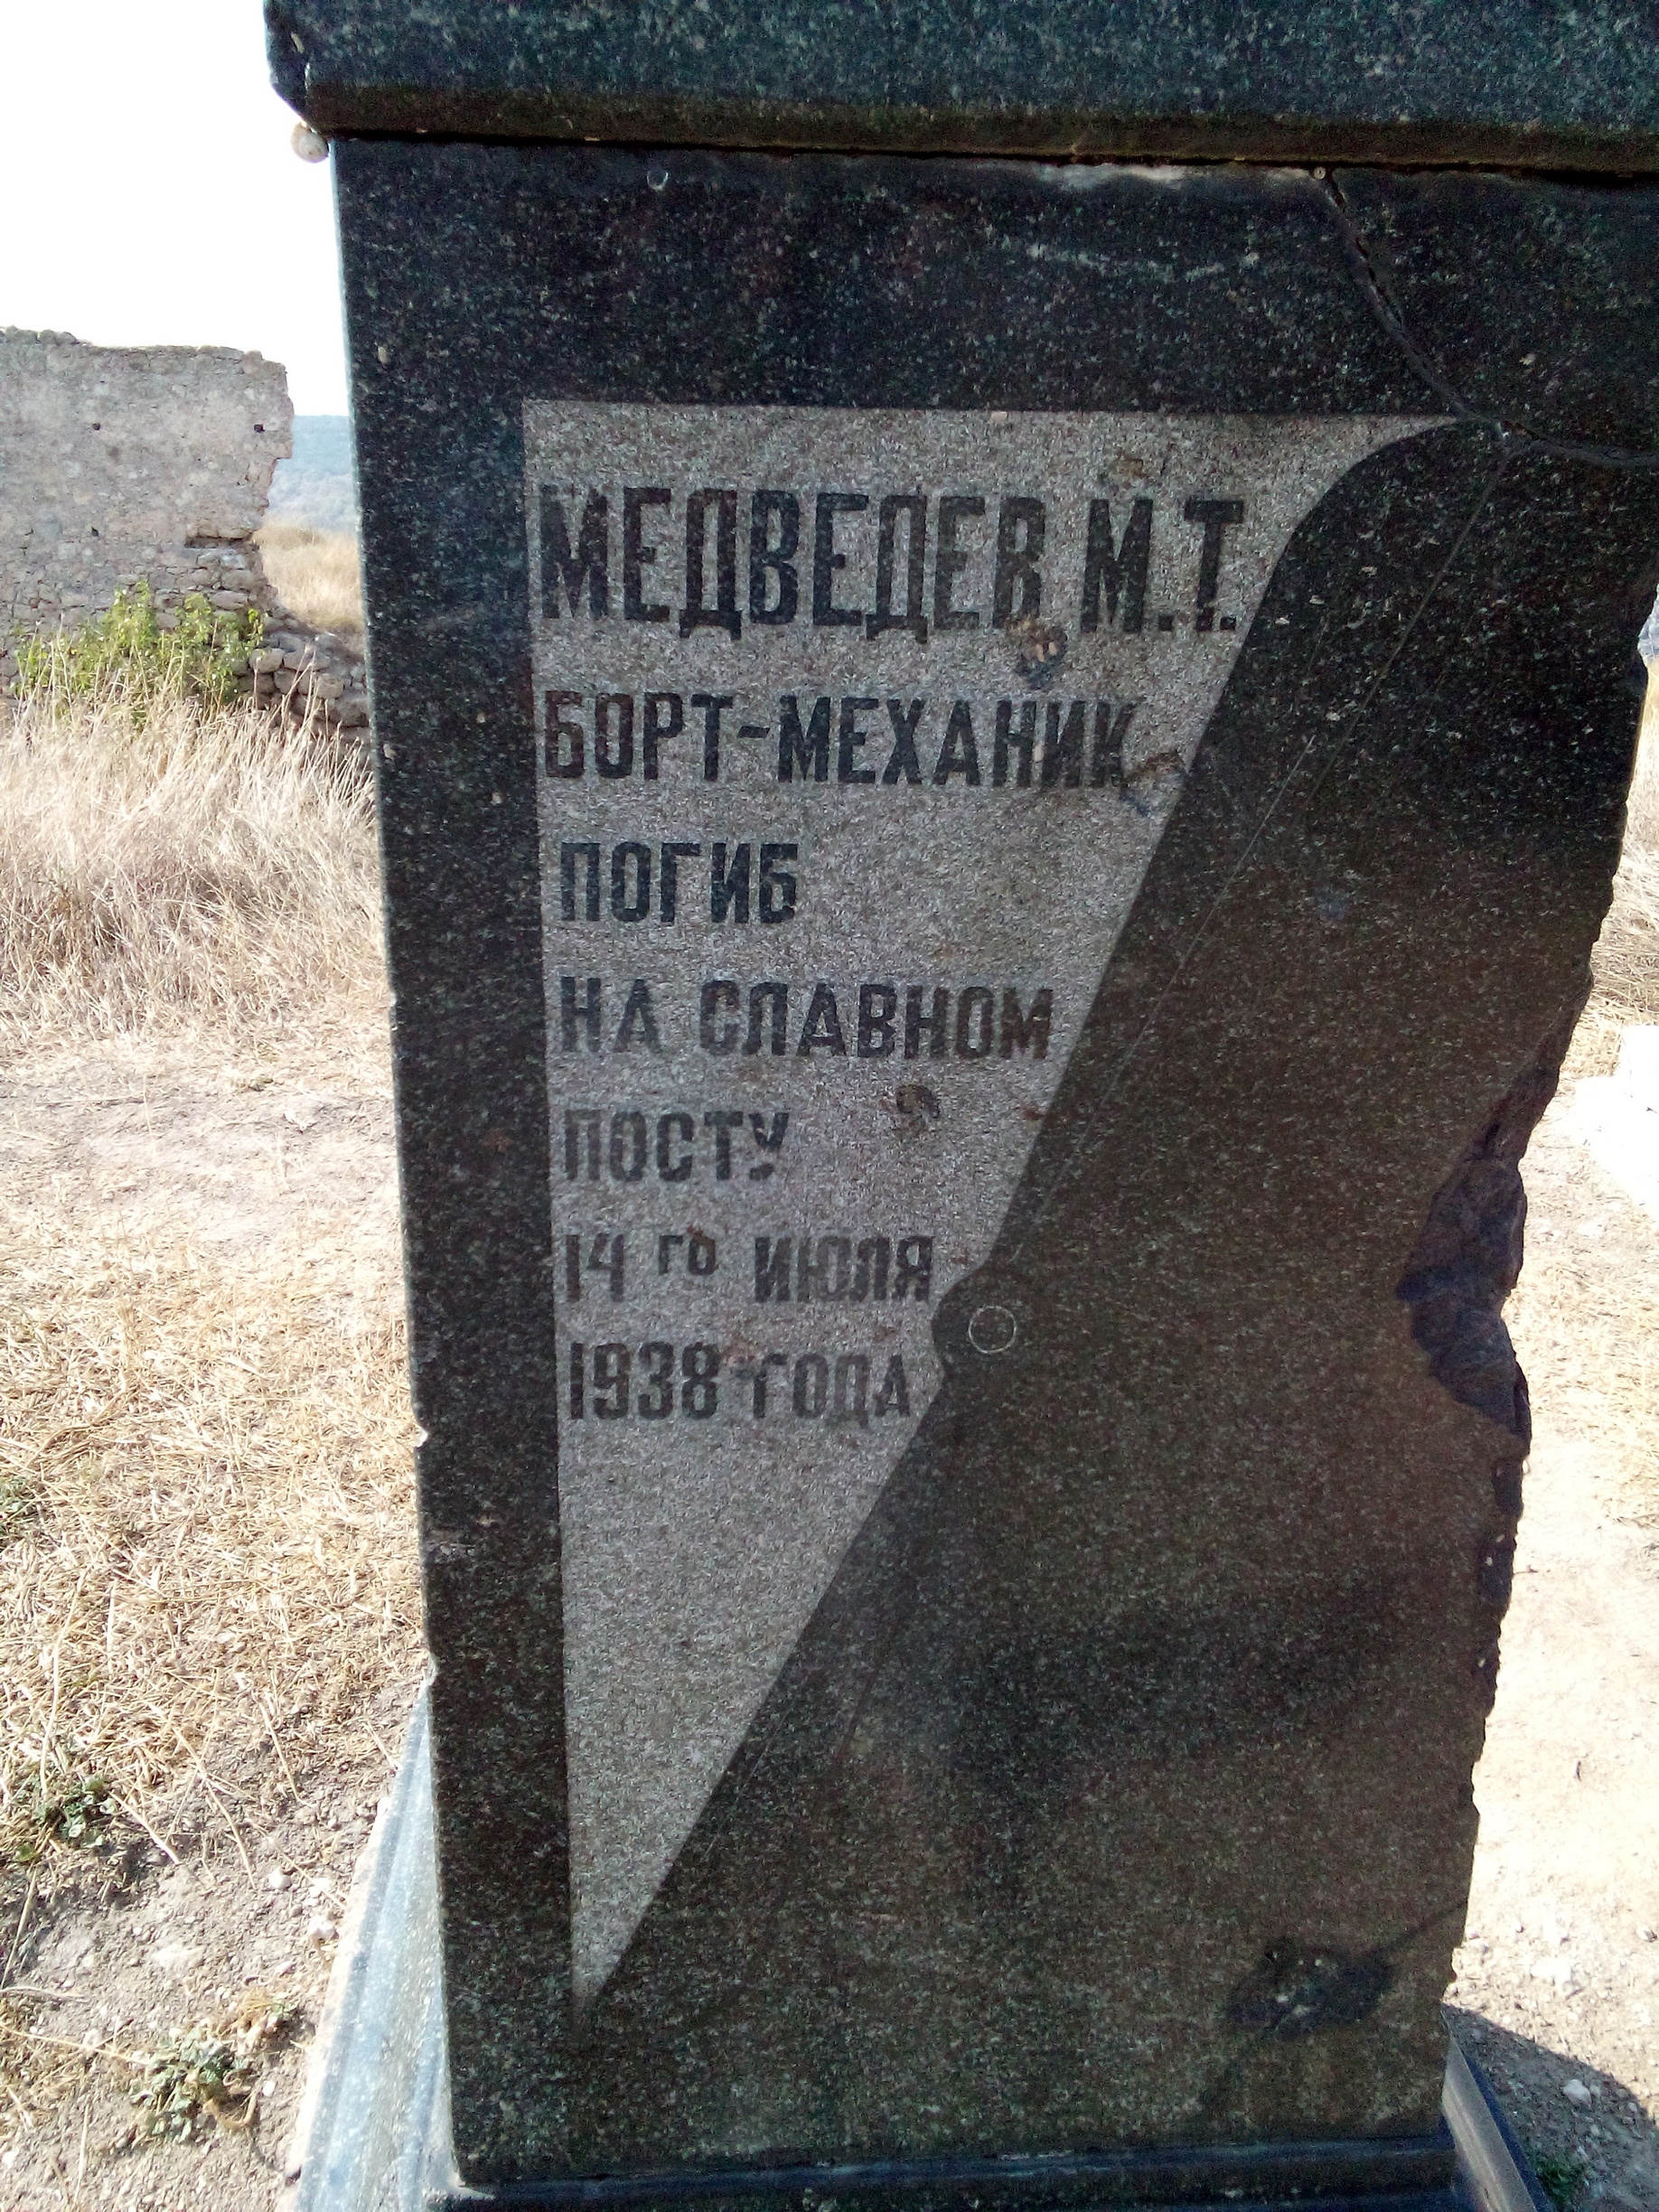 МЕДВЕДЕВ М.Т.
БОРТ-МЕХАНИК
ПОГИБ
НА СЛАВНОМ
ПОСТУ
14 ГО ИЮЛЯ
1938 ГОДА